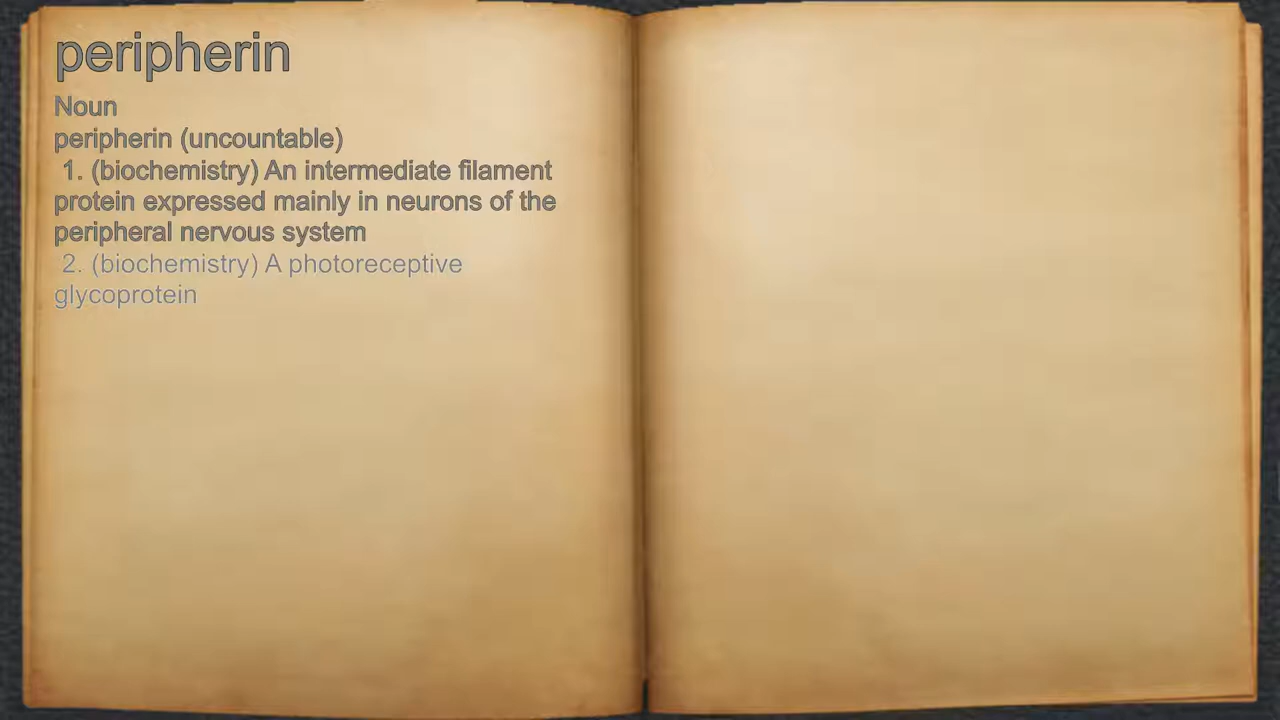 peripherin
Noun
peripherin (uncountable)
1. (biochemistry) An intermediate filament
protein expressed mainly in neurons of the
peripheral nervous system
2. (biochemistry) A photoreceptive
glycoprotein